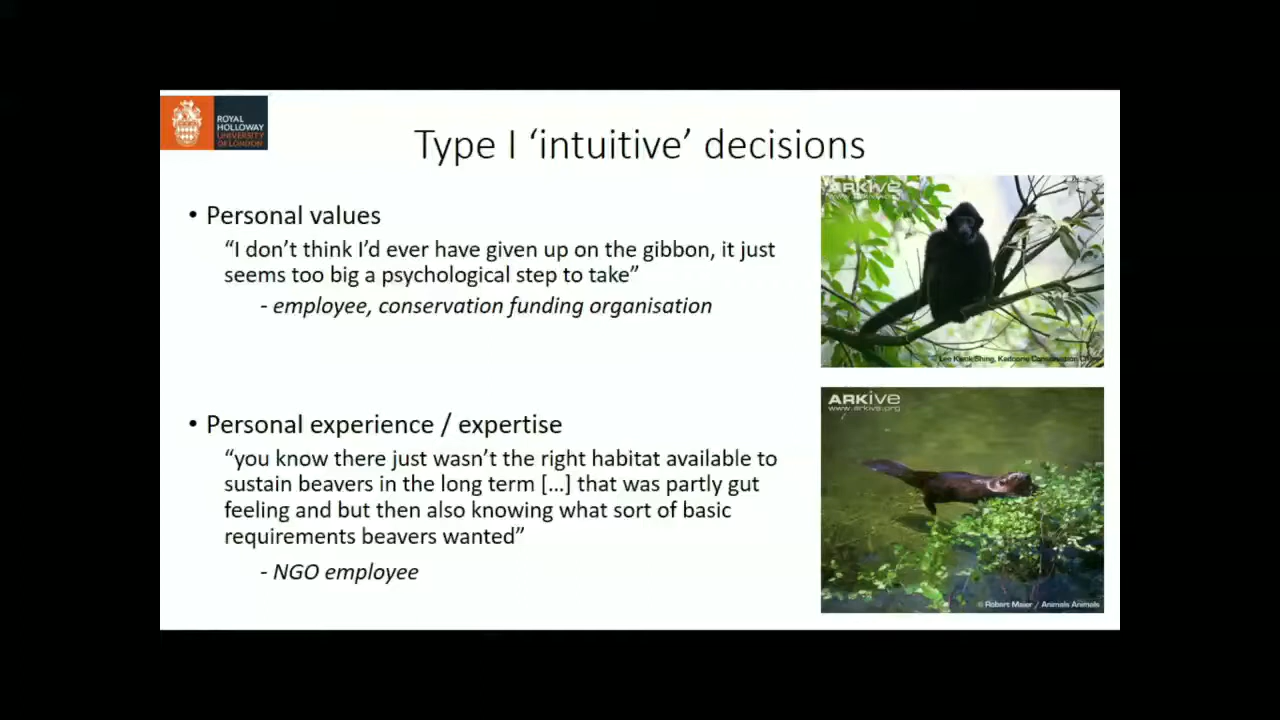 ROYAL
HOLLOWAY
UNIVERSITY
OF LONDON
Type I ‘intuitive’ decisions
• Personal values
“I don’t think I’d ever have given up on the gibbon, it just
seems too big a psychological step to take”
- employee, conservation funding organisation
ARKive
• Personal experience / expertise
“you know there just wasn’t the right habitat available to
sustain beavers in the long term […] that was partly gut
feeling and but then also knowing what sort of basic
requirements beavers wanted”
- NGO employee
ARKive
www.arkive.org
© Robert Maier / Animals Animals